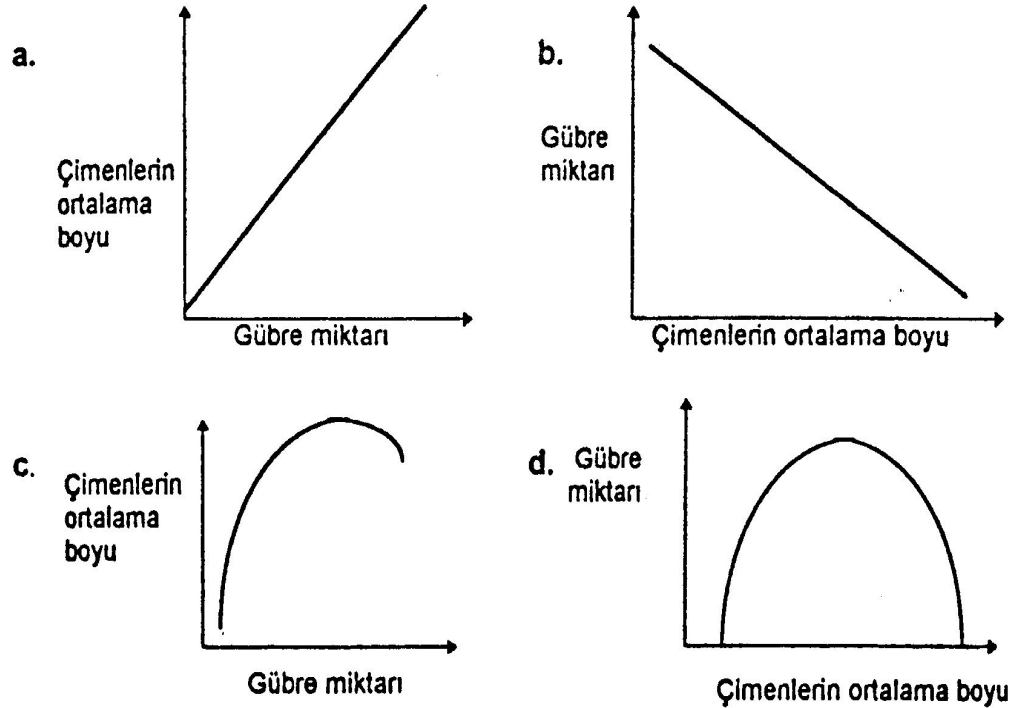 a.
Çimenlerin
ortalama
boyu
Gübre miktarı
b.
Gübre
miktarı
Çimenlerin ortalama boyu
c.
Çimenlerin
ortalama
boyu
Gübre miktarı
d.
Gübre
miktarı
Çimenlerin ortalama boyu